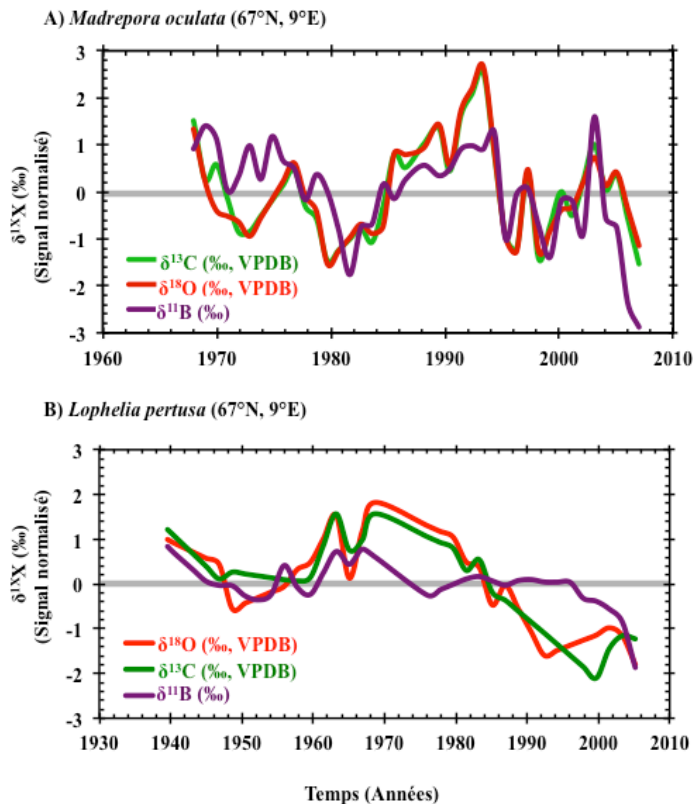 A) Madrepora oculata (67°N, 9°E)
3
2
1
0
-1
-2
-3
δ¹ˣX (‰)
(Signal normalisé)
δ¹³C (‰, VPDB)
δ¹⁸O (‰, VPDB)
δ¹¹B (‰)
1960 1970 1980 1990 2000 2010
B) Lophelia pertusa (67°N, 9°E)
3
2
1
0
-1
-2
-3
δ¹ˣX (‰)
(Signal normalisé)
δ¹⁸O (‰, VPDB)
δ¹³C (‰, VPDB)
δ¹¹B (‰)
1930 1940 1950 1960 1970 1980 1990 2000 2010
Temps (Années)